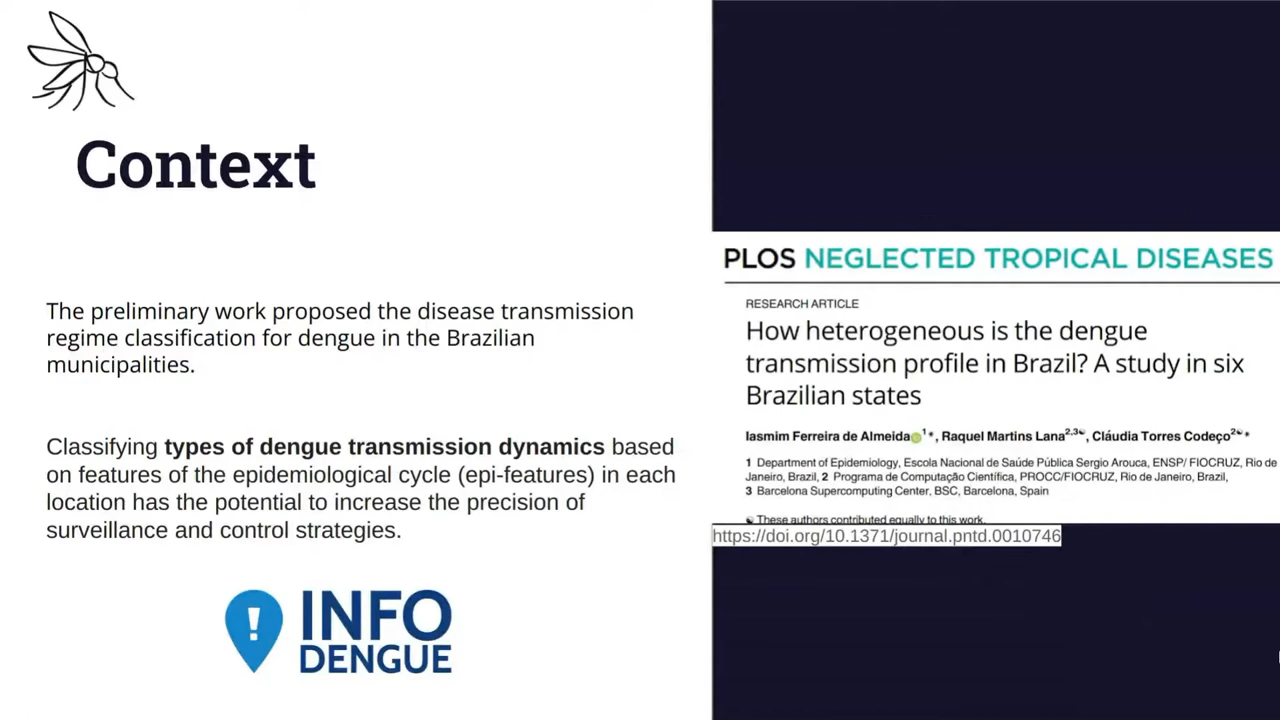 Context
The preliminary work proposed the disease transmission
regime classification for dengue in the Brazilian
municipalities.
Classifying types of dengue transmission dynamics based
on features of the epidemiological cycle (epi-features) in each
location has the potential to increase the precision of
surveillance and control strategies.
! INFO
DENGUE
PLOS NEGLECTED TROPICAL DISEASES
RESEARCH ARTICLE
How heterogeneous is the dengue
transmission profile in Brazil? A study in six
Brazilian states
Iasmim Ferreira de Almeida 1*, Raquel Martins Lana2,3☯, Cláudia Torres Codeço2☯*
1 Department of Epidemiology, Escola Nacional de Saúde Pública Sergio Arouca, ENSP/ FIOCRUZ, Rio de
Janeiro, Brazil, 2 Programa de Computação Científica, PROCC/FIOCRUZ, Rio de Janeiro, Brazil,
3 Barcelona Supercomputing Center, BSC, Barcelona, Spain
☯ These authors contributed equally to this work.
https://doi.org/10.1371/journal.pntd.0010746